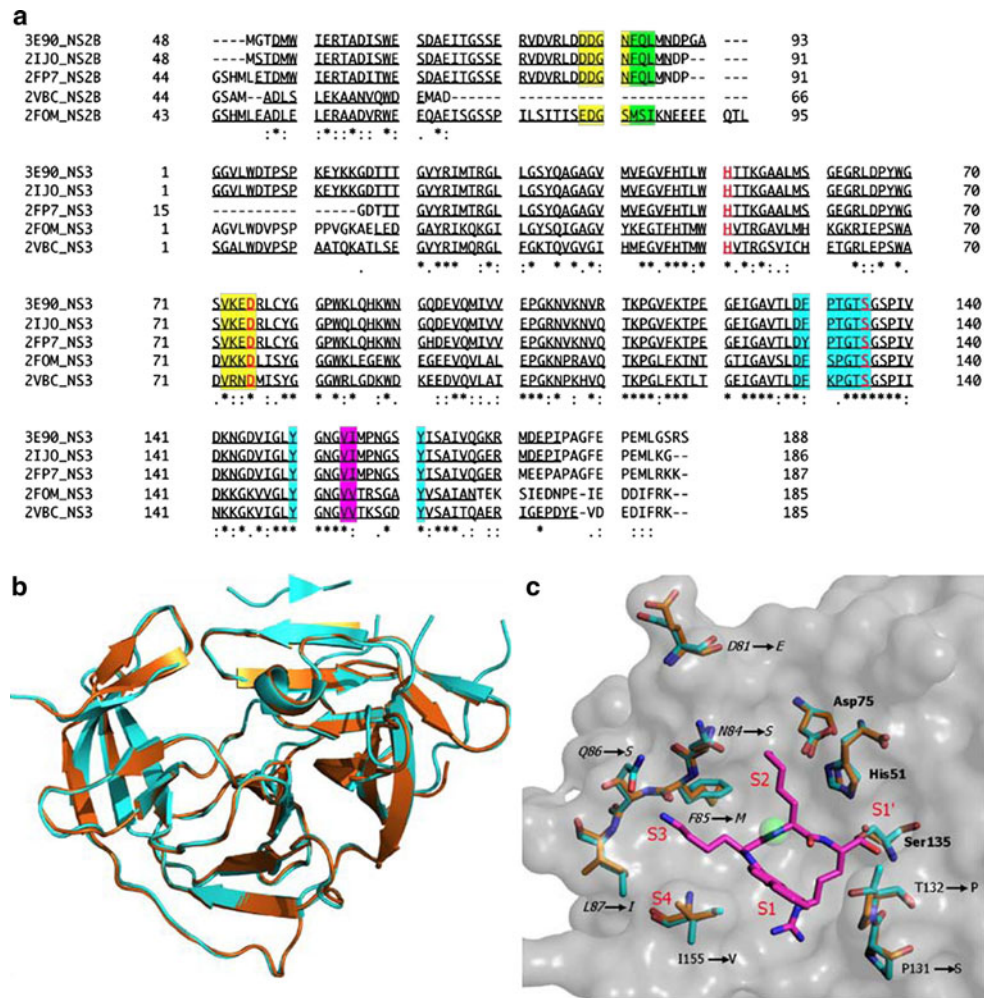 a
3E90_NS2B 48 ----MGTDMW IERTADISWE SDAEITGSSE RVDVRLDDDG NFQLMNDPGA --- 93
2IJO_NS2B 48 ----MSTDMW IERTADISWE SDAEITGSSE RVDVRLDDDG NFQLMNDP-- --- 91
2FP7_NS2B 44 GSHMLETDMW IERTADITWE SDAEITGSSE RVDVRLDDDG NFQLMNDP-- --- 91
2VBC_NS2B 44 GSAM-ADLS LEKAANVQWD EMAD------ ---------- ---------- --- 66
2FOM_NS2B 43 GSHMLEADLE LERAADVRWE EQAEISGSSP ILSITISEDG SMSIKNEEEE QTL 95
:*: :*::*:: *: *:
3E90_NS3 1 GGVLWDTPSP KEYKKGDTTT GVYRIMTRGL LGSYQAGAGV MVEGVFHTLW HTTKGAALMS GEGRLDPYWG 70
2IJO_NS3 1 GGVLWDTPSP KEYKKGDTTT GVYRIMTRGL LGSYQAGAGV MVEGVFHTLW HTTKGAALMS GEGRLDPYWG 70
2FP7_NS3 15 ---------- -----GDTTT GVYRIMTRGL LGSYQAGAGV MVEGVFHTLW HTTKGAALMS GEGRLDPYWG 70
2FOM_NS3 1 AGVLWDVPSP PPVGKAELED GAYRIKQKGI LGYSQIGAGV YKEGTFHTMW HVTRGAVLMH KGKRIEPSWA 70
2VBC_NS3 1 SGALWDVPSP AATQKATLSE GVYRIMQRGL FGKTQVGVGI HMEGVFHTMW HVTRGSVICH ETGRLEPSWA 70
. *.*** :*: :* * *.*: **.***:* *.*:*:: *::* *.
3E90_NS3 71 SVKEDRLCYG GPWKLQHKWN GQDEVQMIVV EPGKNVKNVR TKPGVFKTPE GEIGAVTLDF PTGTSGSPIV 140
2IJO_NS3 71 SVKEDRLCYG GPWQLQHKWN GQDEVQMIVV EPGRNVKNVQ TKPGVFKTPE GEIGAVTLDF PTGTSGSPIV 140
2FP7_NS3 71 SVKEDRLCYG GPWKLQHKWN GHDEVQMIVV EPGKNVKNVQ TKPGVFKTPE GEIGAVTLDY PTGTSGSPIV 140
2FOM_NS3 71 DVKKDLISYG GGWKLEGEWK EGEEVQVLAL EPGKNPRAVQ TKPGLFKTNT GTIGAVSLDF SPGTSGSPIV 140
2VBC_NS3 71 DVRNDMISYG GGWRLGDKWD KEEDVQVLAI EPGKNPKHVQ TKPGLFKTLT GEIGAVTLDF KPGTSGSPII 140
.*::* :.** * *:* :*. ::**::.: ***:* : *: ****:*** * ****:**: .*******:
3E90_NS3 141 DKNGDVIGLY GNGVIMPNGS YISAIVQGKR MDEPIPAGFE PEMLGSRS 188
2IJO_NS3 141 DKNGDVIGLY GNGVIMPNGS YISAIVQGER MDEPIPAGFE PEMLKG-- 186
2FP7_NS3 141 DKNGDVIGLY GNGVIMPNGS YISAIVQGER MEEPAPAGFE PEMLRKK- 187
2FOM_NS3 141 DKKGKVVGLY GNGVVTRSGA YVSAIANTEK SIEDNPE-IE DDIFRK-- 185
2VBC_NS3 141 NKKGKVIGLY GNGVVTKSGD YVSAITQAER IGEPDYE-VD EDIFRK-- 185
:*:*.*:*** ****: .* *:***.: :: * .: :::
b
c
D81→E
Asp75
N84→S
Q86→S
His51
S2
S1'
F85→M
S3
Ser135
T132→P
L87→I
S4
S1
I155→V
P131→S